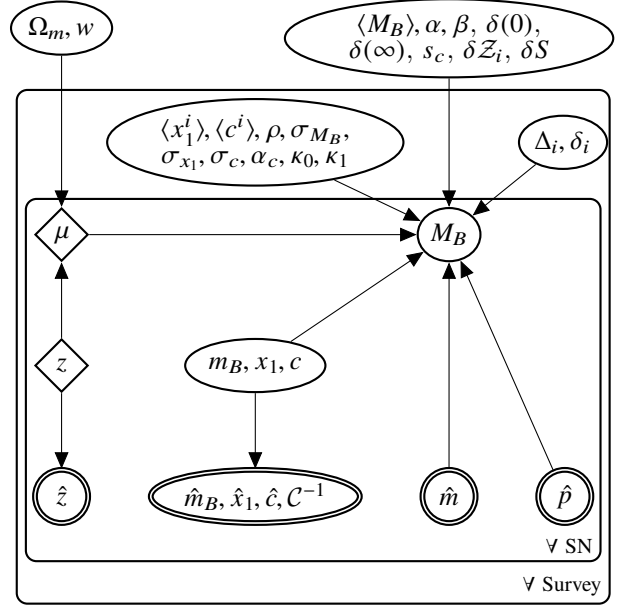 Ω_m, w
⟨M_B⟩, α, β, δ(0),
δ(∞), s_c, δ𝒵_i, δS
⟨x_1^i⟩, ⟨c^i⟩, ρ, σ_{M_B},
σ_{x_1}, σ_c, α_c, κ_0, κ_1
Δ_i, δ_i
μ
M_B
z
m_B, x_1, c
ẑ
m̂_B, x̂_1, ĉ, 𝒞^{-1}
m̂
p̂
∀ SN
∀ Survey